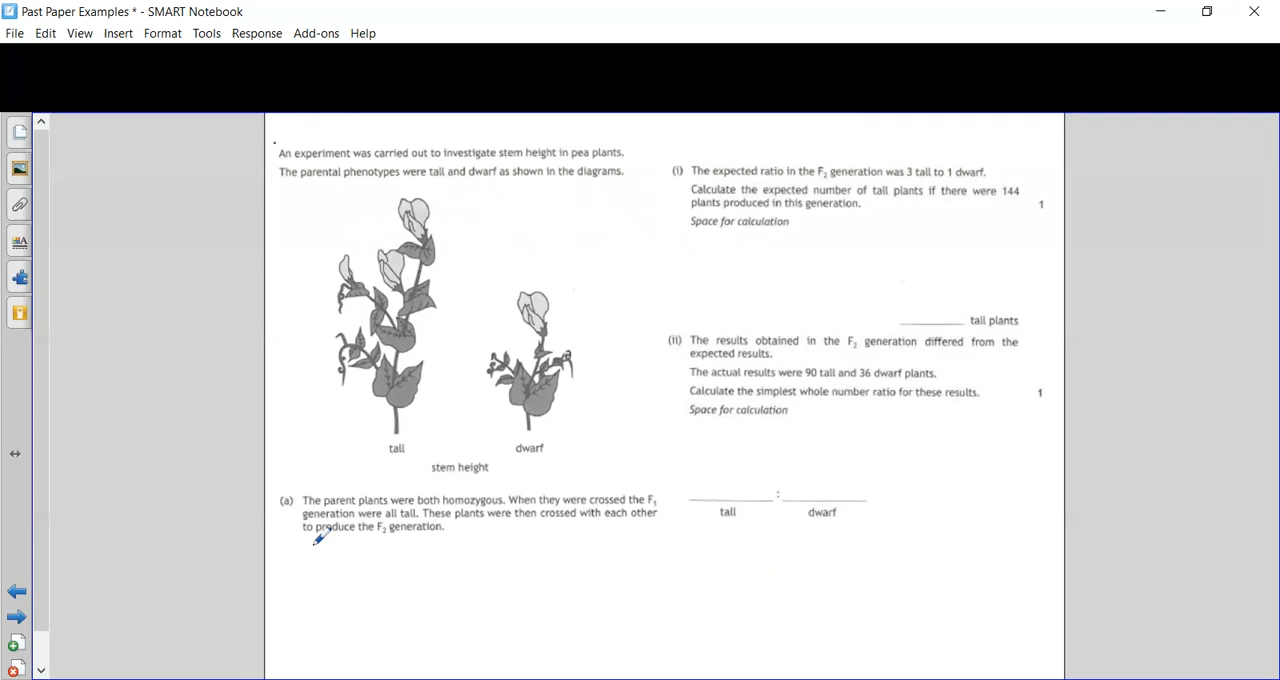 Past Paper Examples * - SMART Notebook
File Edit View Insert Format Tools Response Add-ons Help
An experiment was carried out to investigate stem height in pea plants.
The parental phenotypes were tall and dwarf as shown in the diagrams.
tall
dwarf
stem height
(a) The parent plants were both homozygous. When they were crossed the F₁
generation were all tall. These plants were then crossed with each other
to produce the F₂ generation.
(i) The expected ratio in the F₂ generation was 3 tall to 1 dwarf.
Calculate the expected number of tall plants if there were 144
plants produced in this generation. 1
Space for calculation
__________ tall plants
(ii) The results obtained in the F₂ generation differed from the
expected results.
The actual results were 90 tall and 36 dwarf plants.
Calculate the simplest whole number ratio for these results. 1
Space for calculation
__________ : __________
tall dwarf